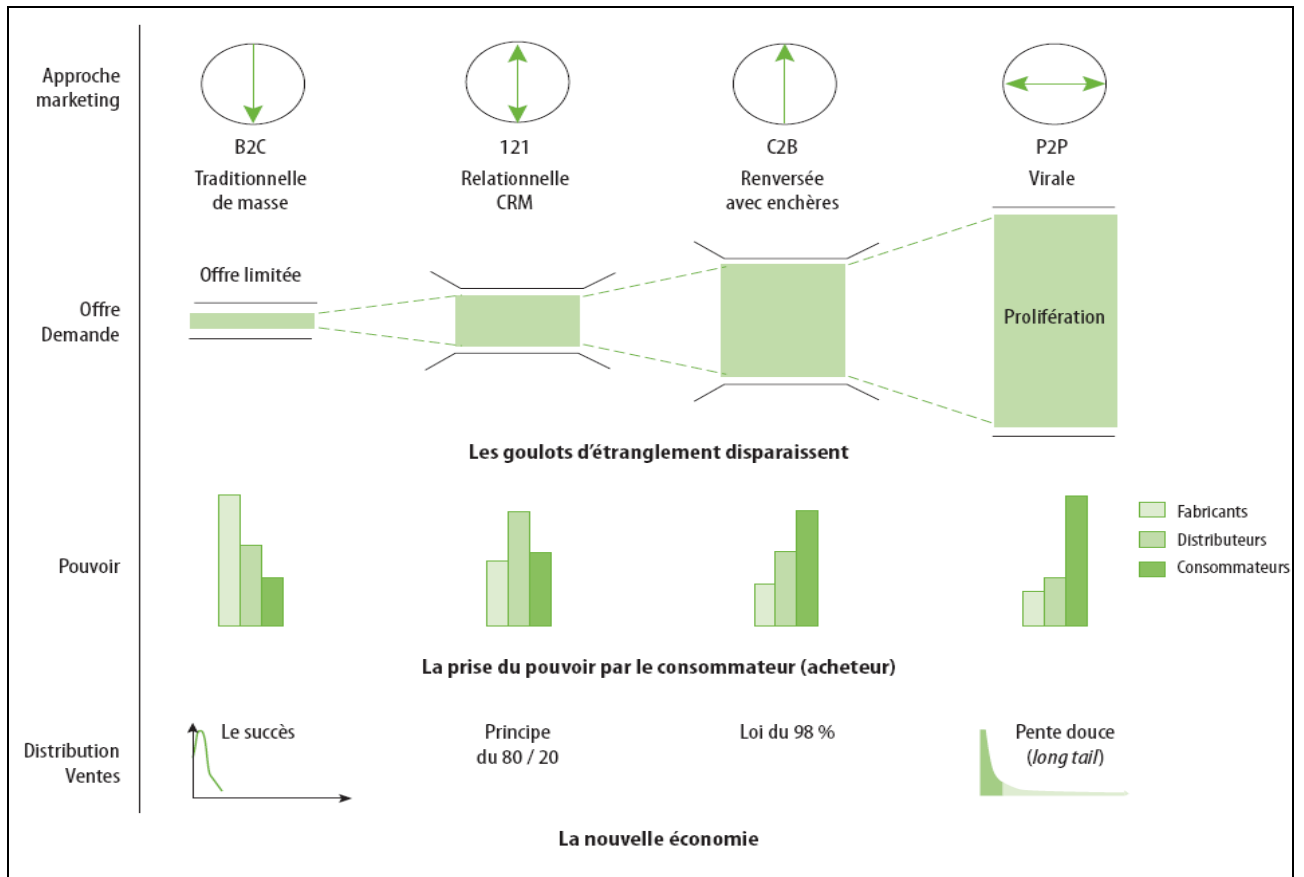 Approche
marketing
B2C
Traditionnelle
de masse
121
Relationnelle
CRM
C2B
Renversée
avec enchères
P2P
Virale
Offre
Demande
Offre limitée
Prolifération
Les goulots d'étranglement disparaissent
Pouvoir
Fabricants
Distributeurs
Consommateurs
La prise du pouvoir par le consommateur (acheteur)
Distribution
Ventes
Le succès
Principe
du 80 / 20
Loi du 98 %
Pente douce
(long tail)
La nouvelle économie